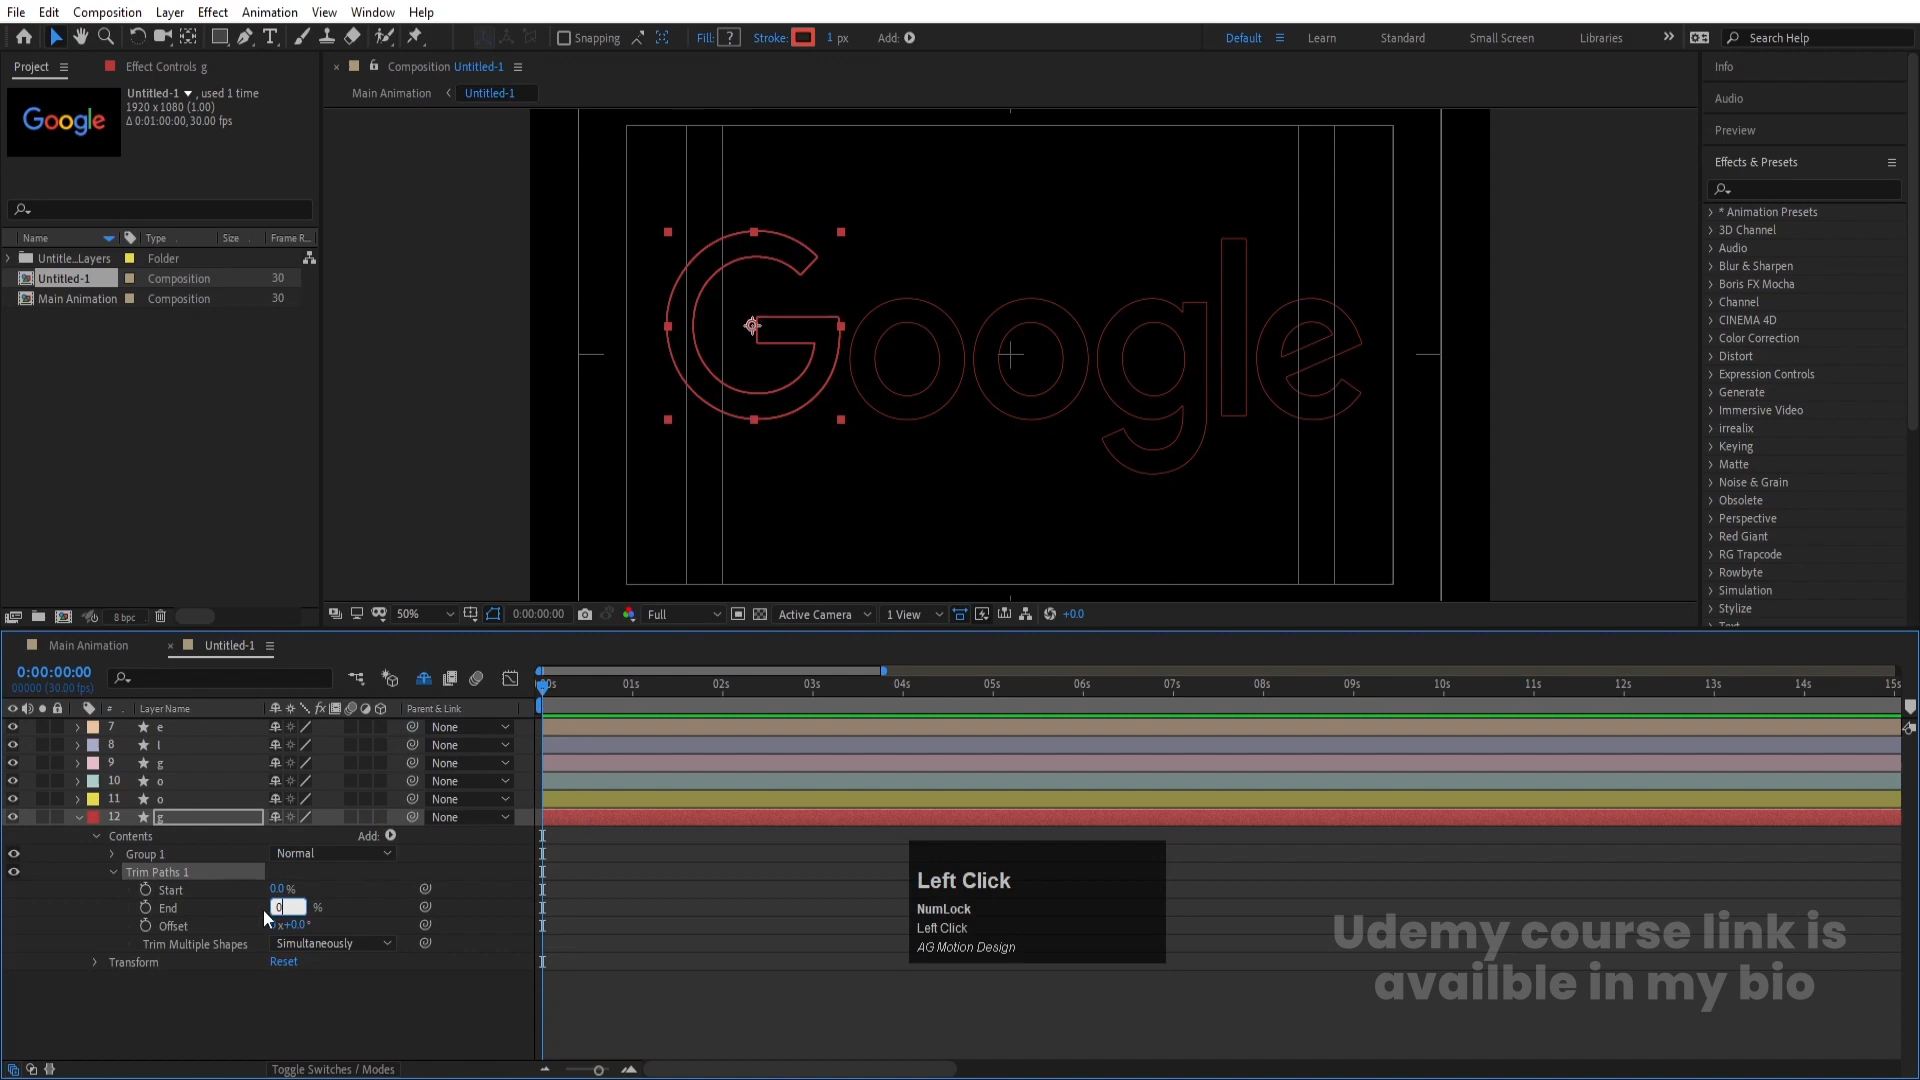 File Edit Composition Layer Effect Animation View Window Help
Snapping Fill: ? Stroke: 1 px Add: Default Learn Standard Small Screen Libraries Search Help
Project Effect Controls g
Composition Untitled-1
Info
Main Animation Untitled-1
Google
Untitled-1 , used 1 time
1920 x 1080 (1.00)
Δ 0:01:00:00, 30.00 fps
Audio
Preview
Effects & Presets
Name Type Size Frame R...
Untitle...Layers Folder
Untitled-1 Composition 30
Main Animation Composition 30
Google
* Animation Presets
3D Channel
Audio
Blur & Sharpen
Boris FX Mocha
Channel
CINEMA 4D
Color Correction
Distort
Expression Controls
Generate
Immersive Video
irrealix
Keying
Matte
Noise & Grain
Obsolete
Perspective
Red Giant
RG Trapcode
Rowbyte
Simulation
Stylize
8 bpc
50% 0:00:00:00 Full Active Camera 1 View +0.0
Main Animation Untitled-1
0:00:00:00
00000 (30.00 fps)
01s 02s 03s 04s 05s 06s 07s 08s 09s 10s 11s 12s 13s 14s 15s
# Layer Name fx Parent & Link
7 e None
8 l None
9 g None
10 o None
11 o None
12 g None
Contents Add:
Group 1 Normal
Trim Paths 1
Start 0.0 %
End 0 %
Offset x+0.0°
Trim Multiple Shapes Simultaneously
Transform Reset
Left Click
NumLock
Left Click
AG Motion Design
Udemy course link is
availble in my bio
Toggle Switches / Modes